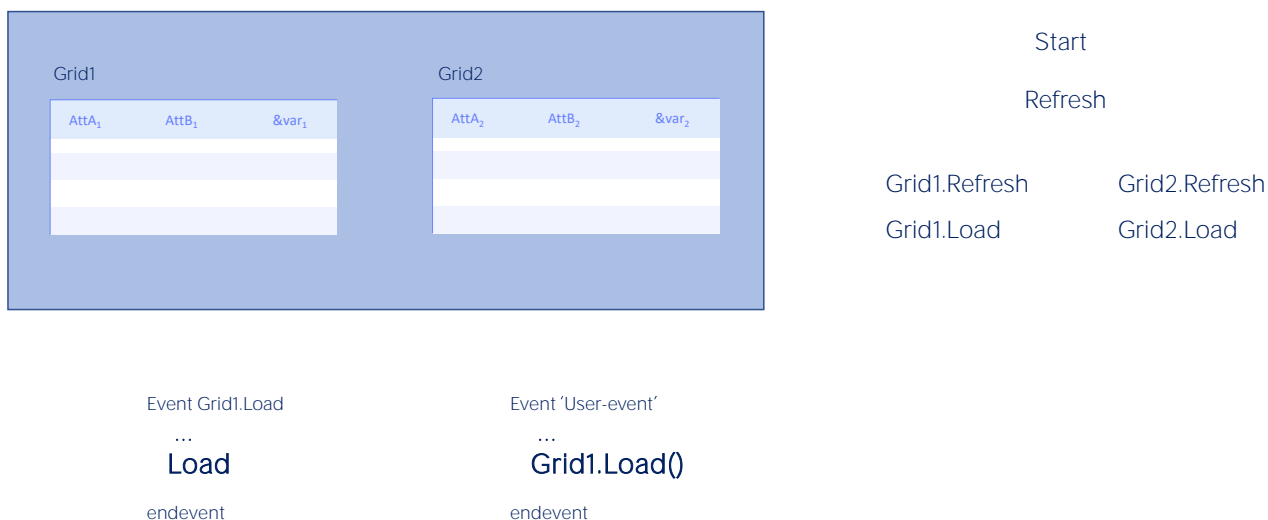 Grid1
AttA₁ AttB₁ &var₁
Grid2
AttA₂ AttB₂ &var₂
Start
Refresh
Grid1.Refresh Grid2.Refresh
Grid1.Load Grid2.Load
Event Grid1.Load
...
Load
endevent
Event ‘User-event’
...
Grid1.Load()
endevent